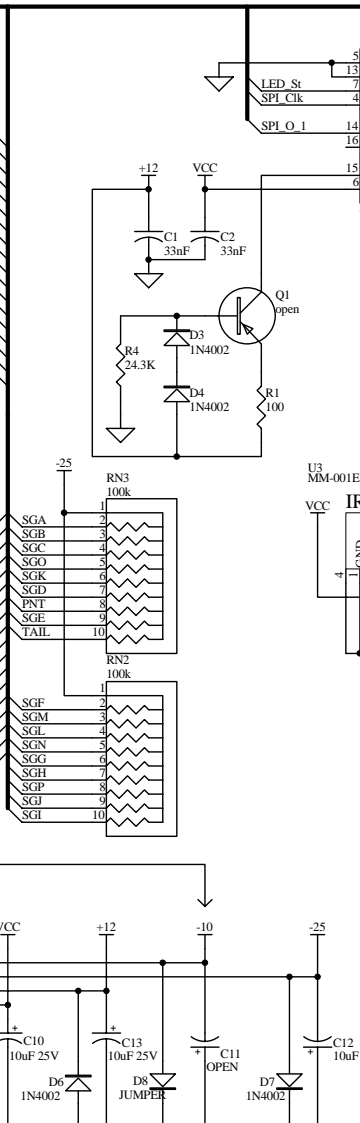 5
13
LED_St
7
SPI_Clk
4
SPI_O_1
14
16
15
6
+12
VCC
C1
33nF
C2
33nF
Q1
open
D3
1N4002
R4
24.3K
D4
1N4002
R1
100
-25
RN3
100k
1
SGA 2
SGB 3
SGC 4
SGO 5
SGK 6
SGD 7
PNT 8
SGE 9
TAIL 10
U3
MM-001E
VCC
4
1
GND
RN2
100k
1
SGF 2
SGM 3
SGL 4
SGN 5
SGG 6
SGH 7
SGP 8
SGJ 9
SGI 10
VCC
+12
-10
-25
+
C10
10uF 25V
+
C13
10uF 25V
+
C11
OPEN
+
C12
10uF
D6
1N4002
D8
JUMPER
D7
1N4002